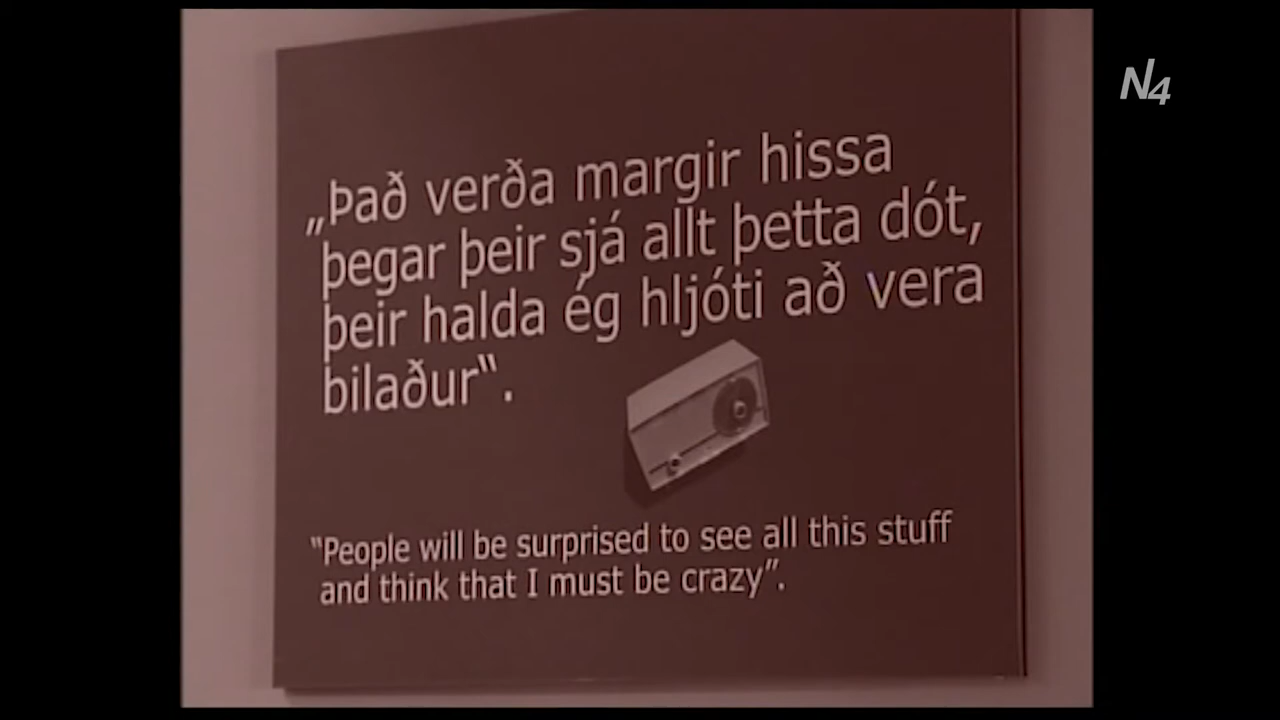 N4
„Það verða margir hissa
þegar þeir sjá allt þetta dót,
þeir halda ég hljóti að vera
bilaður“.
“People will be surprised to see all this stuff
and think that I must be crazy”.